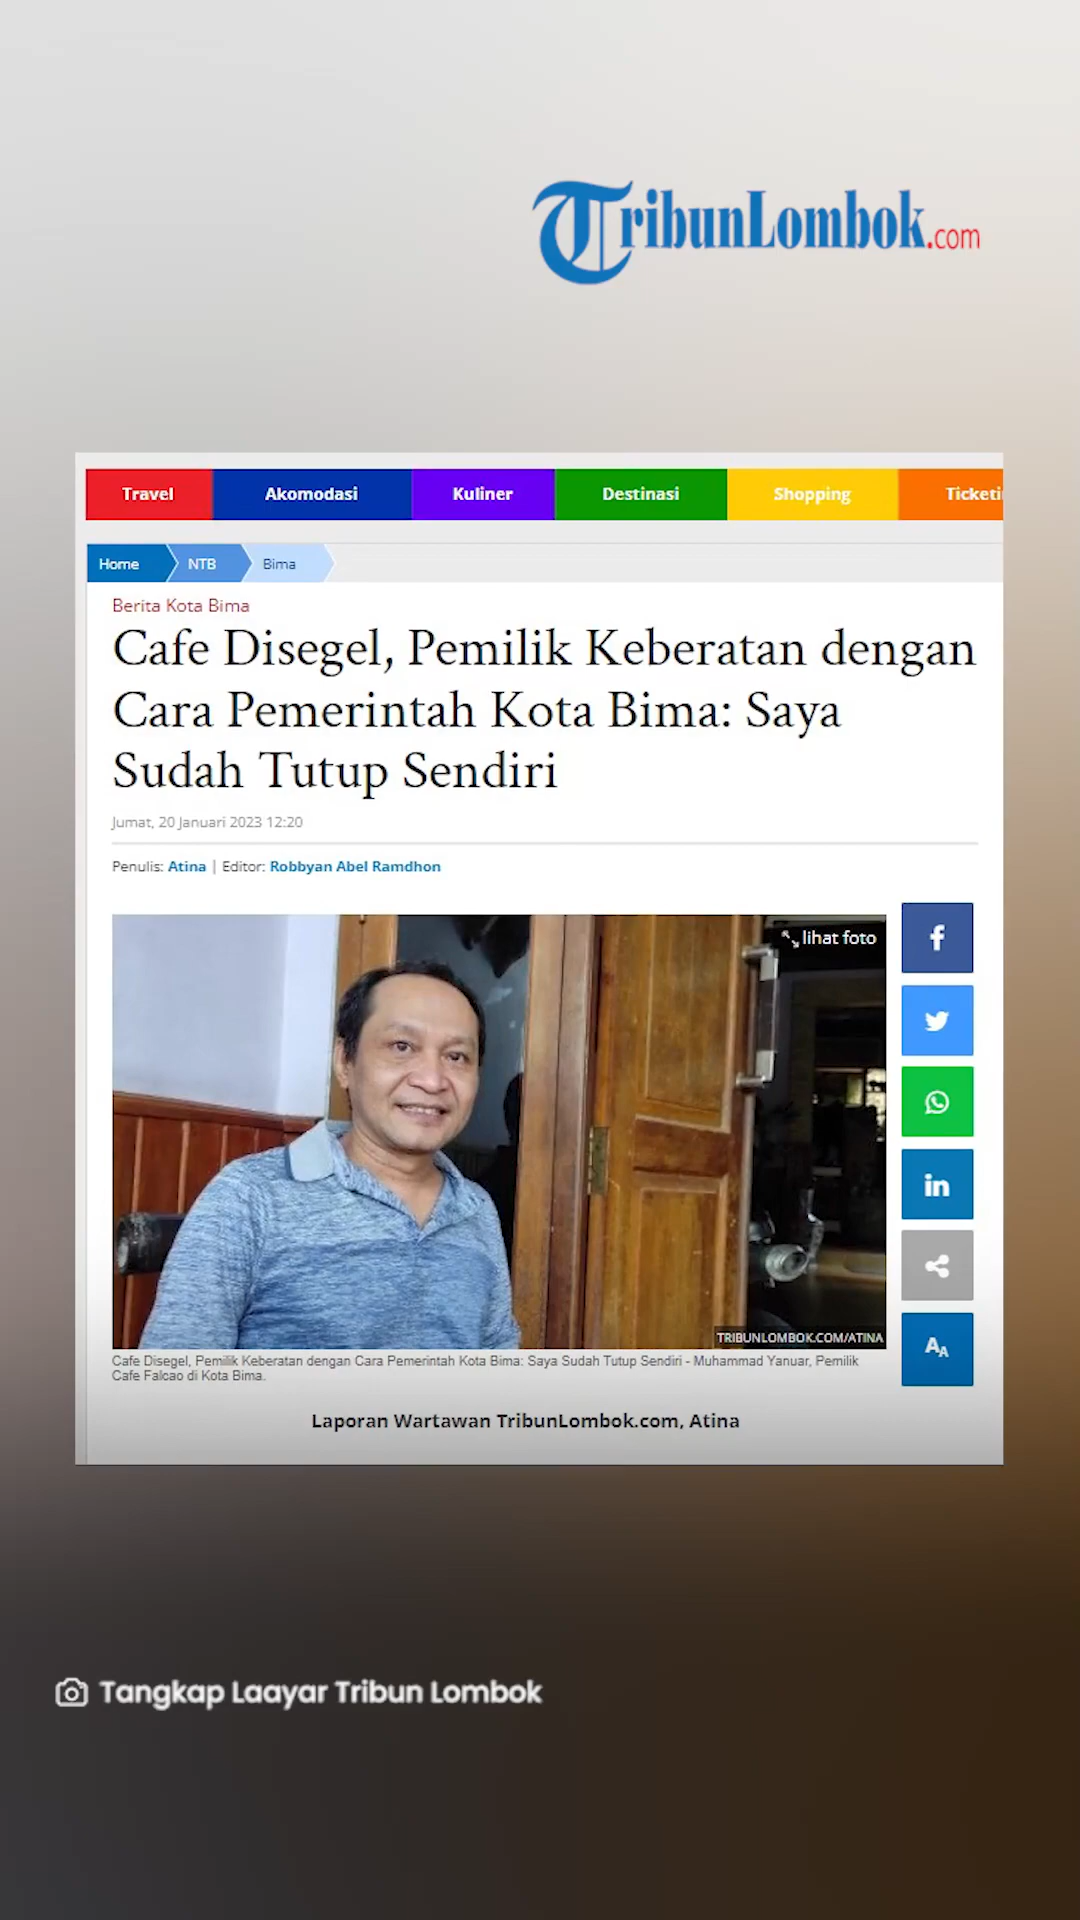 TribunLombok.com
Travel Akomodasi Kuliner Destinasi Shopping
Home NTB Bima
Berita Kota Bima
Cafe Disegel, Pemilik Keberatan dengan
Cara Pemerintah Kota Bima: Saya
Sudah Tutup Sendiri
Jumat, 20 Januari 2023 12:20
Penulis: Atina | Editor: Robbyan Abel Ramdhon
lihat foto
f
in
AA
TRIBUNLOMBOK.COM/ATINA
Cafe Disegel, Pemilik Keberatan dengan Cara Pemerintah Kota Bima: Saya Sudah Tutup Sendiri - Muhammad Yanuar, Pemilik
Cafe Falcao di Kota Bima.
Laporan Wartawan TribunLombok.com, Atina
Tangkap Laayar Tribun Lombok